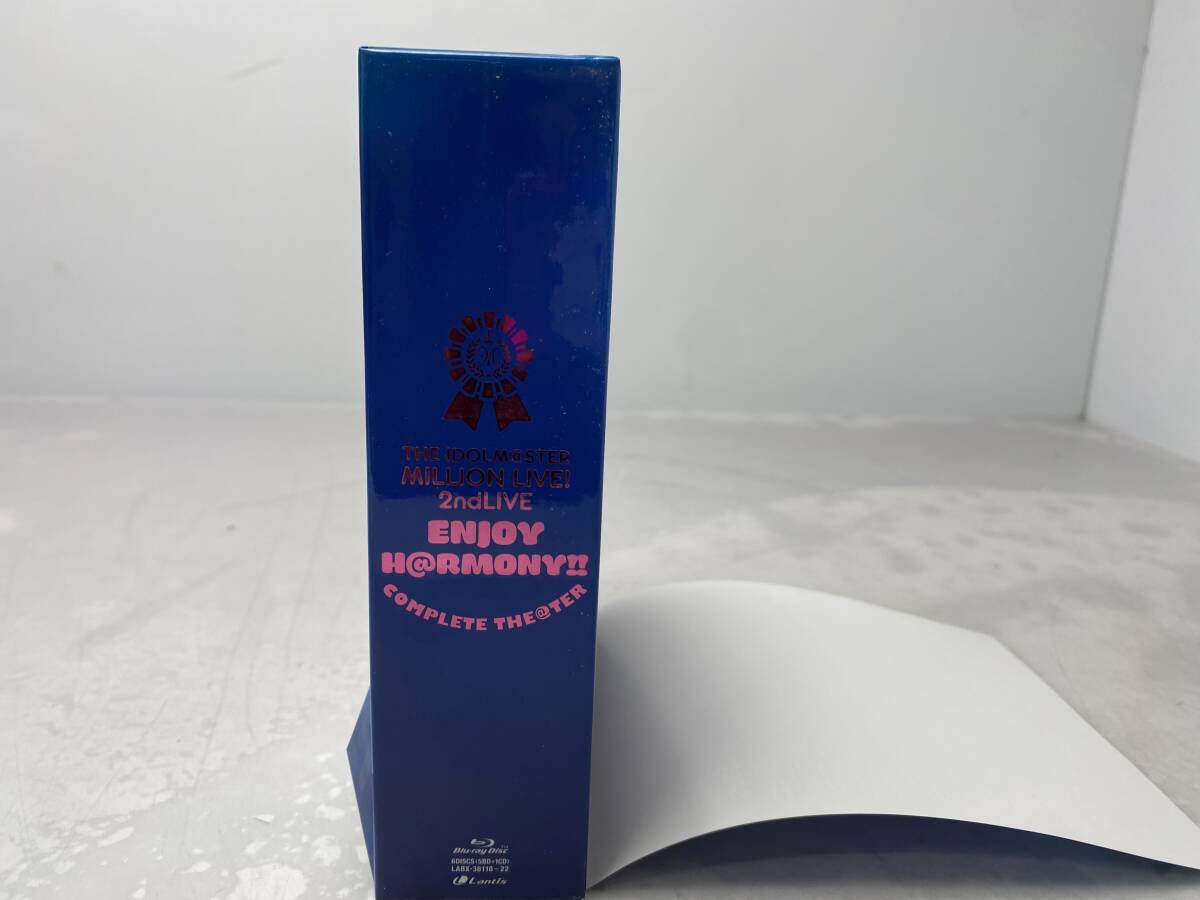 THE IDOLM@STER
MILLION LIVE!
2ndLIVE
ENJOY
H@RMONY!!
COMPLETE THE@TER
Blu-ray Disc™
6DISCS(5BD+1CD)
LABX-38118~22
Lantis